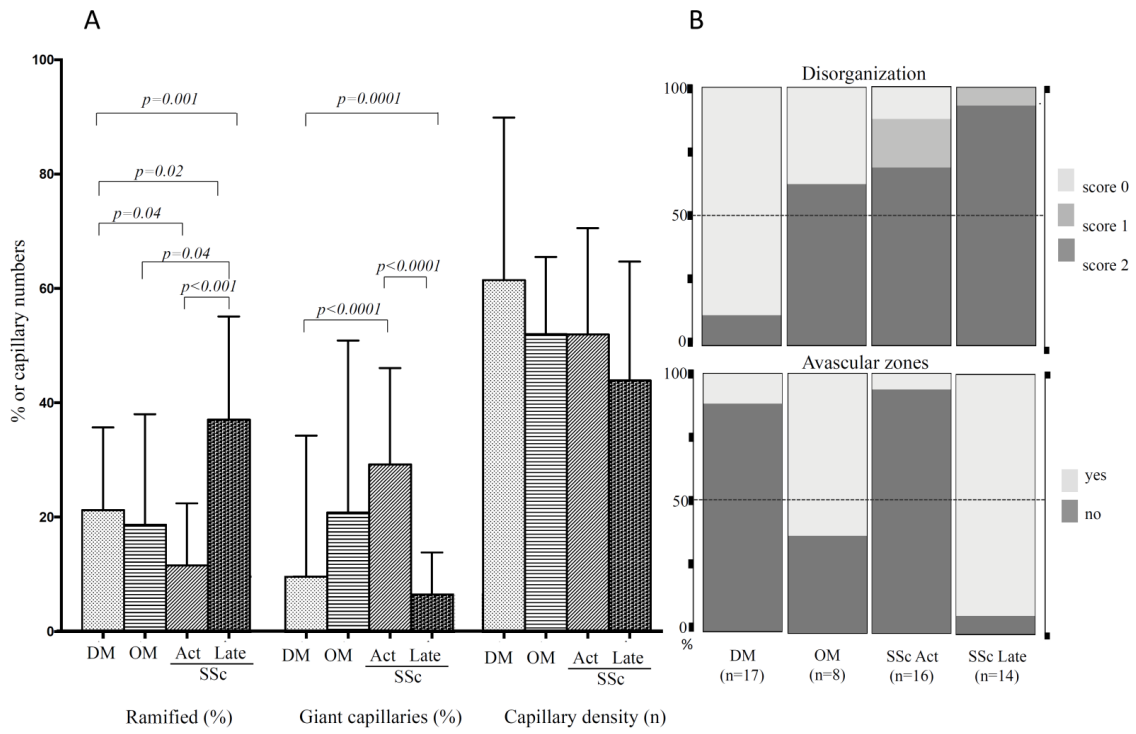 A
100
80
60
40
20
0
% or capillary numbers
p=0.001
p=0.02
p=0.04
p=0.04
p<0.001
p=0.0001
p<0.0001
p<0.0001
DM OM Act Late
SSc
Ramified (%)
DM OM Act Late
SSc
Giant capillaries (%)
DM OM Act Late
SSc
Capillary density (n)
B
Disorganization
100
50
0
score 0
score 1
score 2
Avascular zones
100
50
0
%
yes
no
DM
(n=17)
OM
(n=8)
SSc Act
(n=16)
SSc Late
(n=14)